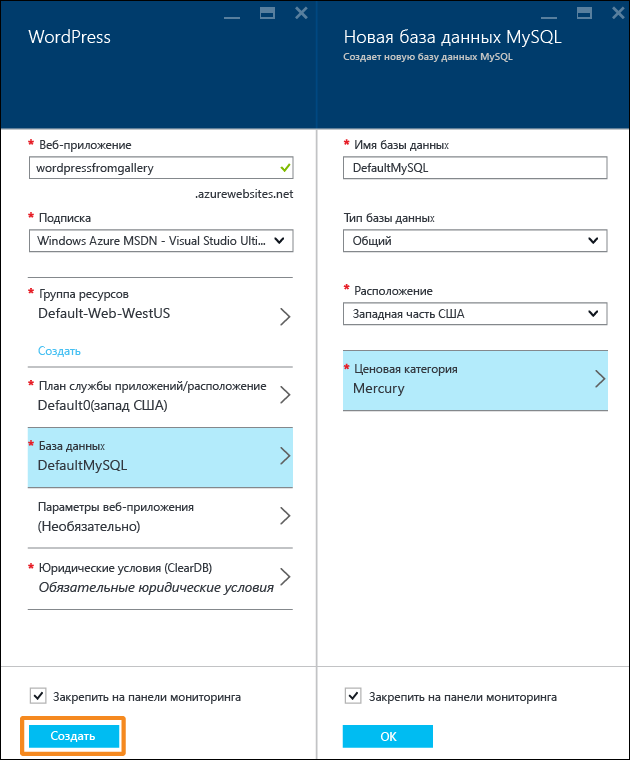 WordPress
* Веб-приложение
wordpressfromgallery
.azurewebsites.net
* Подписка
Windows Azure MSDN - Visual Studio Ulti...
* Группа ресурсов
Default-Web-WestUS
Создать
* План службы приложений/расположение
Default0(запад США)
* База данных
DefaultMySQL
Параметры веб-приложения
(Необязательно)
* Юридические условия (ClearDB)
Обязательные юридические условия
Закрепить на панели мониторинга
Создать
Новая база данных MySQL
Создает новую базу данных MySQL
* Имя базы данных
DefaultMySQL
Тип базы данных
Общий
* Расположение
Западная часть США
* Ценовая категория
Mercury
Закрепить на панели мониторинга
OK